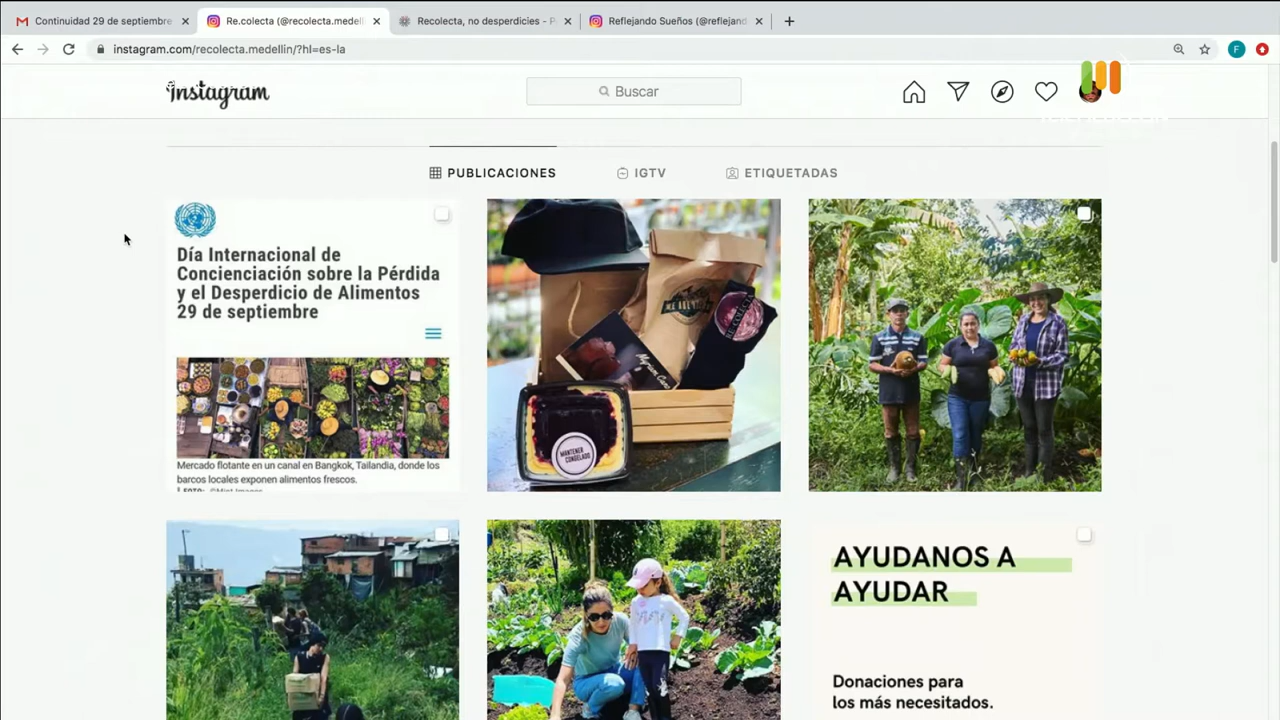 Continuidad 29 de septiembre
Re.colecta (@recolecta.medell
Recolecta, no desperdicies - P
Reflejando Sueños (@reflejand
instagram.com/recolecta.medellin/?hl=es-la
F
Instagram
Buscar
PUBLICACIONES
IGTV
ETIQUETADAS
Día Internacional de
Concienciación sobre la Pérdida
y el Desperdicio de Alimentos
29 de septiembre
Mercado flotante en un canal en Bangkok, Tailandia, donde los
barcos locales exponen alimentos frescos.
MANTENER
CONGELADO
AYUDANOS A
AYUDAR
Donaciones para
los más necesitados.